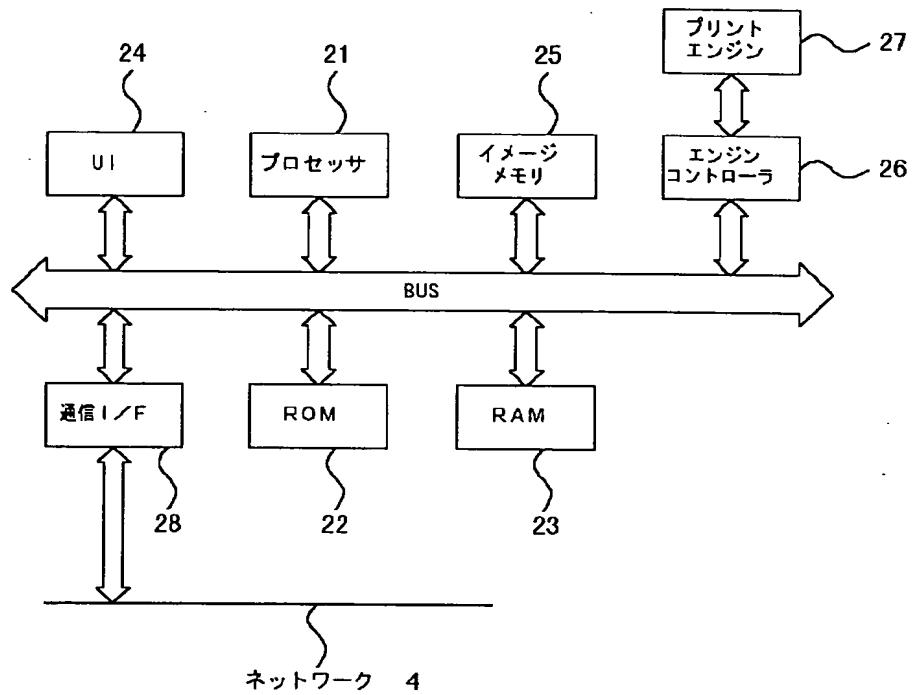 プリント
エンジン
27
24
21
25
UI
プロセッサ
イメージ
メモリ
エンジン
コントローラ
26
BUS
通信I/F
ROM
RAM
28
22
23
ネットワーク 4